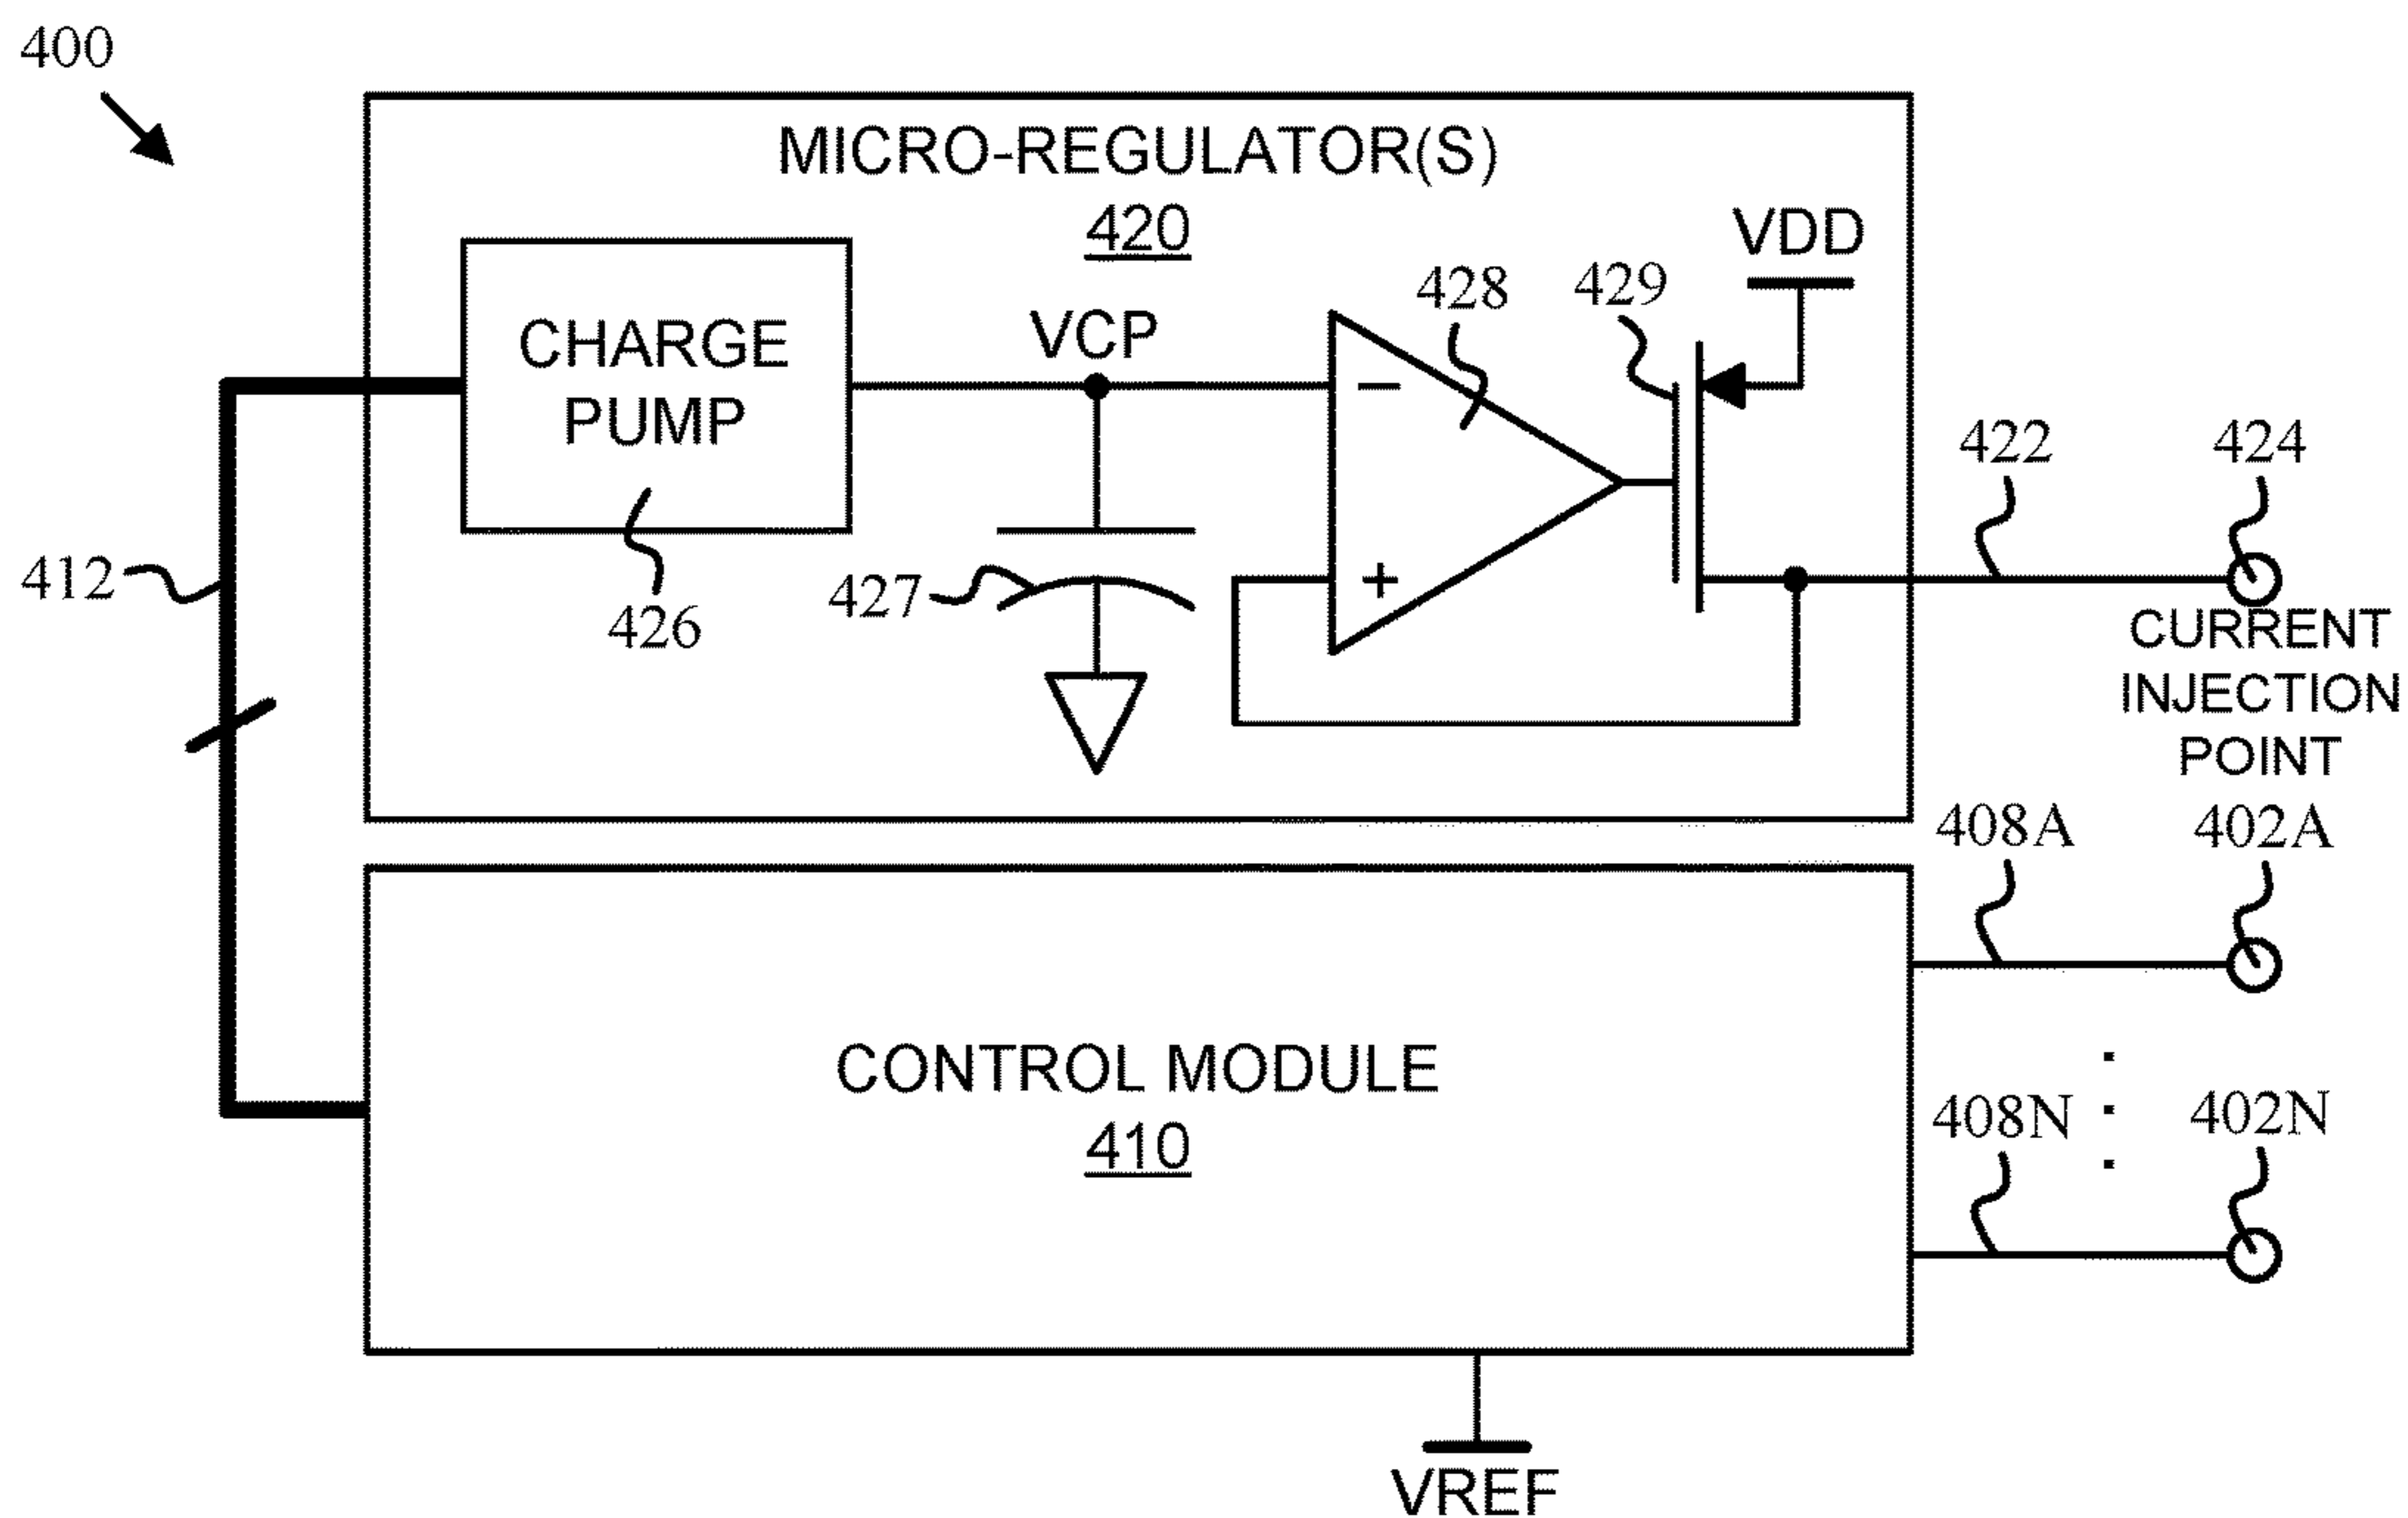 400
MICRO-REGULATOR(S)
420
VDD
428
429
CHARGE
PUMP
VCP
−
+
422
424
412
426
427
CURRENT
INJECTION
POINT
408A
402A
CONTROL MODULE
410
408N
402N
VREF